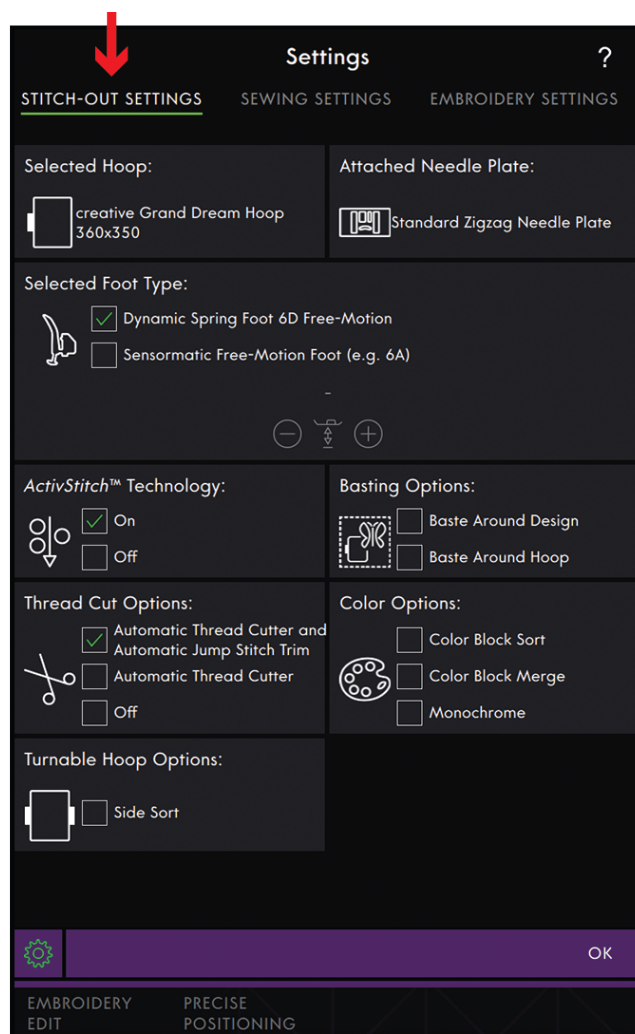 Settings
?
STITCH-OUT SETTINGS
SEWING SETTINGS
EMBROIDERY SETTINGS
Selected Hoop:
creative Grand Dream Hoop
360x350
Attached Needle Plate:
Standard Zigzag Needle Plate
Selected Foot Type:
Dynamic Spring Foot 6D Free-Motion
Sensormatic Free-Motion Foot (e.g. 6A)
-
ActivStitch™ Technology:
On
Off
Basting Options:
Baste Around Design
Baste Around Hoop
Thread Cut Options:
Automatic Thread Cutter and
Automatic Jump Stitch Trim
Automatic Thread Cutter
Off
Color Options:
Color Block Sort
Color Block Merge
Monochrome
Turnable Hoop Options:
Side Sort
OK
EMBROIDERY
EDIT
PRECISE
POSITIONING